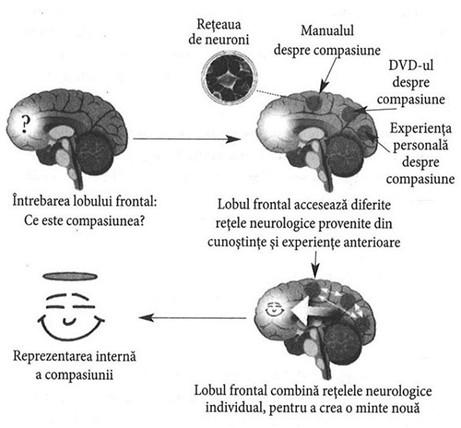 Rețeaua
de neuroni
Manualul
despre compasiune
DVD-ul
despre
compasiune
Experiența
personală
despre
compasiune
?
Întrebarea lobului frontal:
Ce este compasiunea?
Lobul frontal accesează diferite
rețele neurologice provenite din
cunoștințe și experiențe anterioare
Reprezentarea internă
a compasiunii
Lobul frontal combină rețelele neurologice
individual, pentru a crea o minte nouă